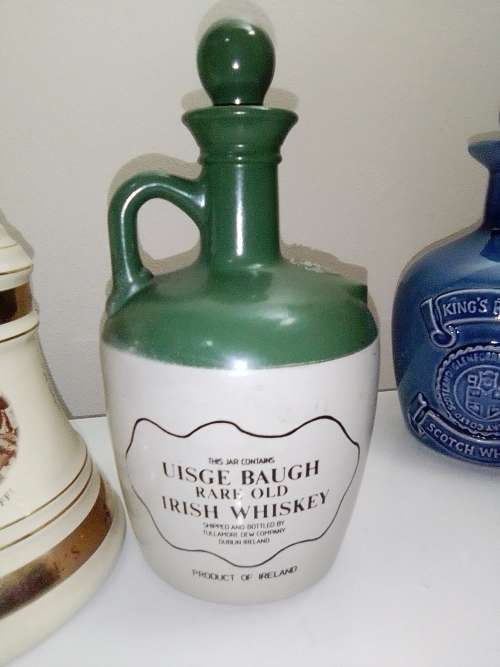 THIS JAR CONTAINS
UISGE BAUGH
RARE OLD
IRISH WHISKEY
SHIPPED AND BOTTLED BY
TULLAMORE DEW COMPANY
DUBLIN IRELAND
PRODUCT OF IRELAND
KING'S
SCOTCH